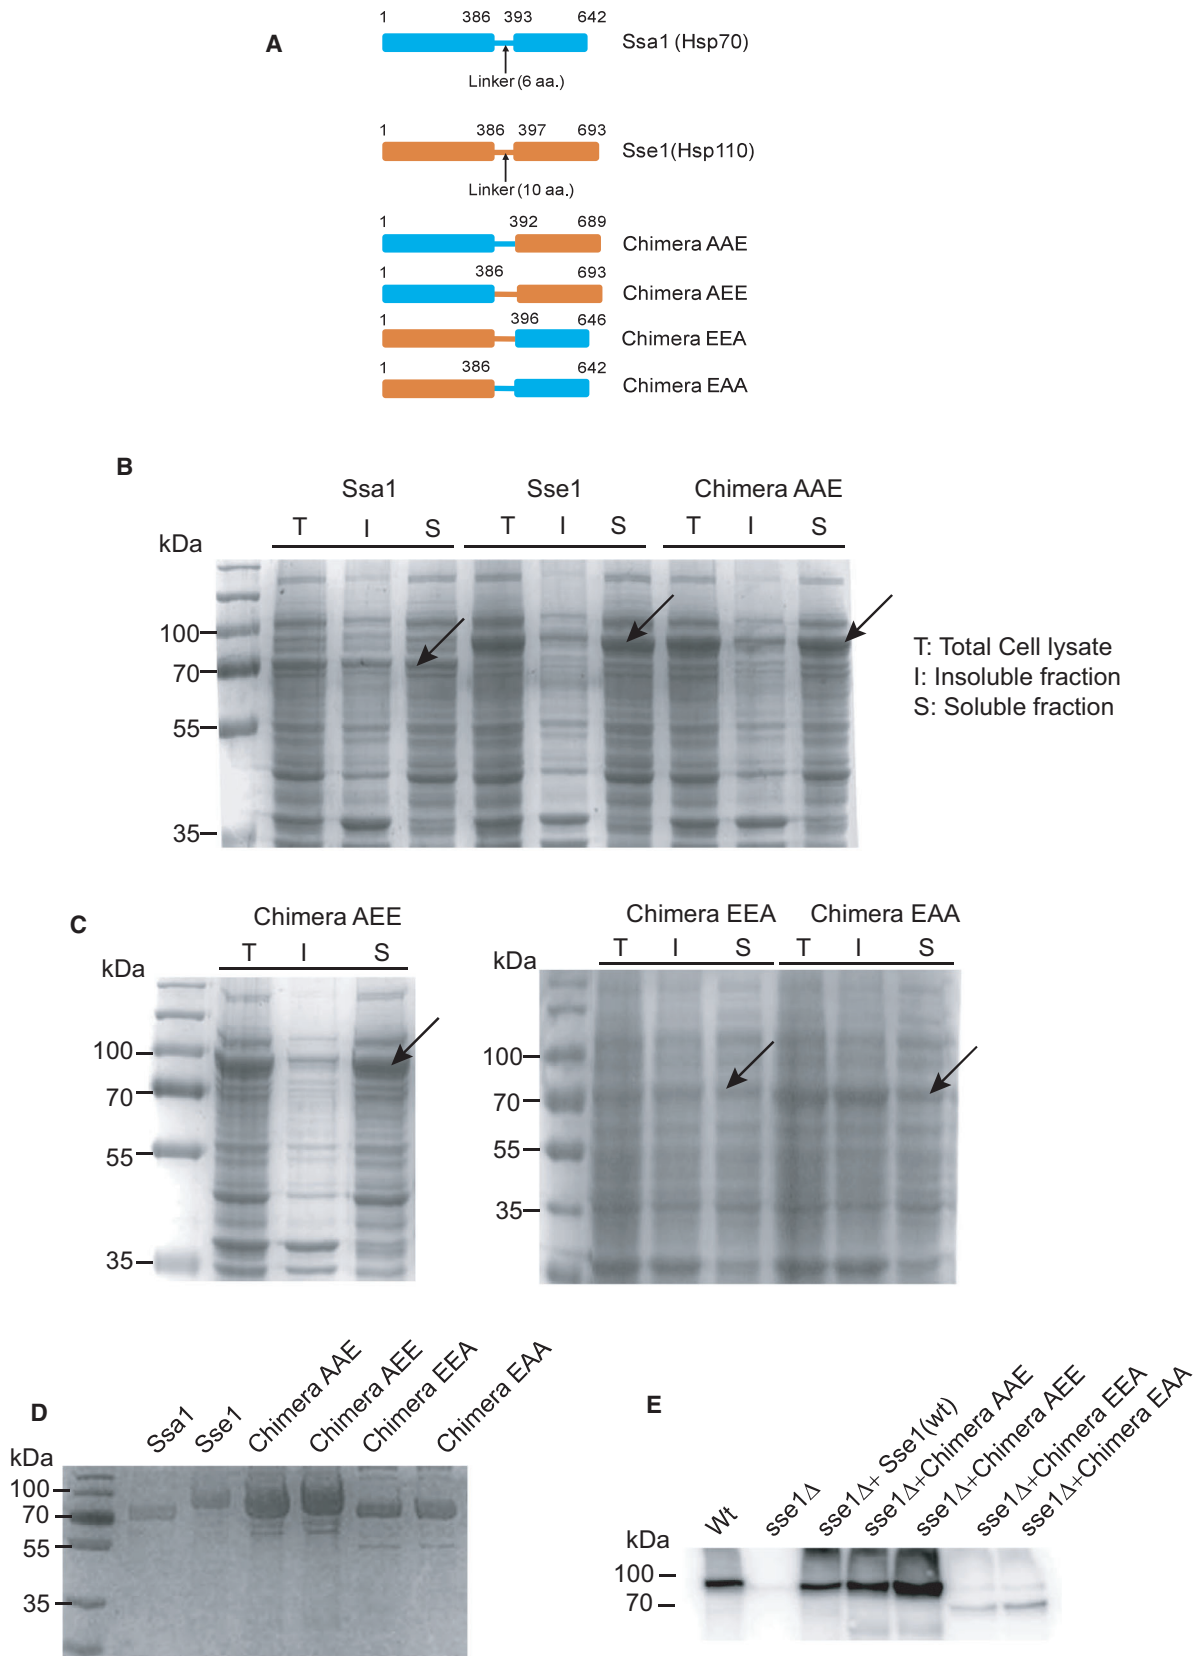 A
1 386 393 642
Ssa1 (Hsp70)
Linker (6 aa.)
1 386 397 693
Sse1(Hsp110)
Linker (10 aa.)
1 392 689
Chimera AAE
1 386 693
Chimera AEE
1 396 646
Chimera EEA
1 386 642
Chimera EAA
B
Ssa1 Sse1 Chimera AAE
T I S T I S T I S
kDa
100
70
55
35
T: Total Cell lysate
I: Insoluble fraction
S: Soluble fraction
C
Chimera AEE
T I S
kDa
100
70
55
35
Chimera EEA Chimera EAA
T I S T I S
kDa
100
70
55
35
D
Ssa1 Sse1 Chimera AAE Chimera AEE Chimera EEA Chimera EAA
kDa
100
70
55
35
E
Wt sse1Δ sse1Δ+ Sse1(wt) sse1Δ+Chimera AAE sse1Δ+Chimera AEE sse1Δ+Chimera EEA sse1Δ+Chimera EAA
kDa
100
70